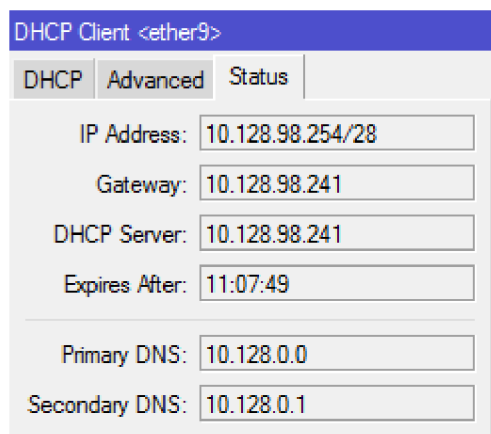 DHCP Client <ether9>
DHCP Advanced Status
IP Address: 10.128.98.254/28
Gateway: 10.128.98.241
DHCP Server: 10.128.98.241
Expires After: 11:07:49
Primary DNS: 10.128.0.0
Secondary DNS: 10.128.0.1